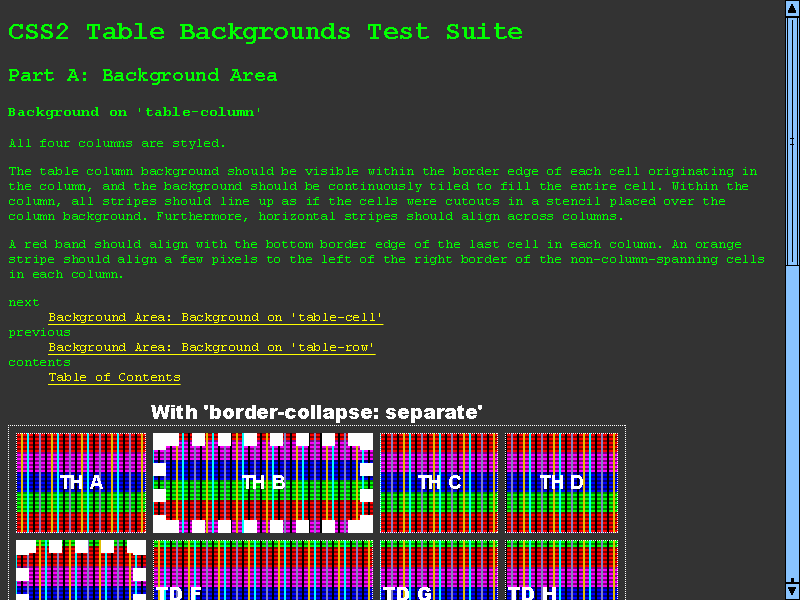 CSS2 Table Backgrounds Test Suite
Part A: Background Area
Background on 'table-column'
All four columns are styled.
The table column background should be visible within the border edge of each cell originating in
the column, and the background should be continuously tiled to fill the entire cell. Within the
column, all stripes should line up as if the cells were cutouts in a stencil placed over the
column background. Furthermore, horizontal stripes should align across columns.
A red band should align with the bottom border edge of the last cell in each column. An orange
stripe should align a few pixels to the left of the right border of the non-column-spanning cells
in each column.
next
Background Area: Background on 'table-cell'
previous
Background Area: Background on 'table-row'
contents
Table of Contents
With 'border-collapse: separate'
TH A TH B TH C TH D
TD F TD G TD H